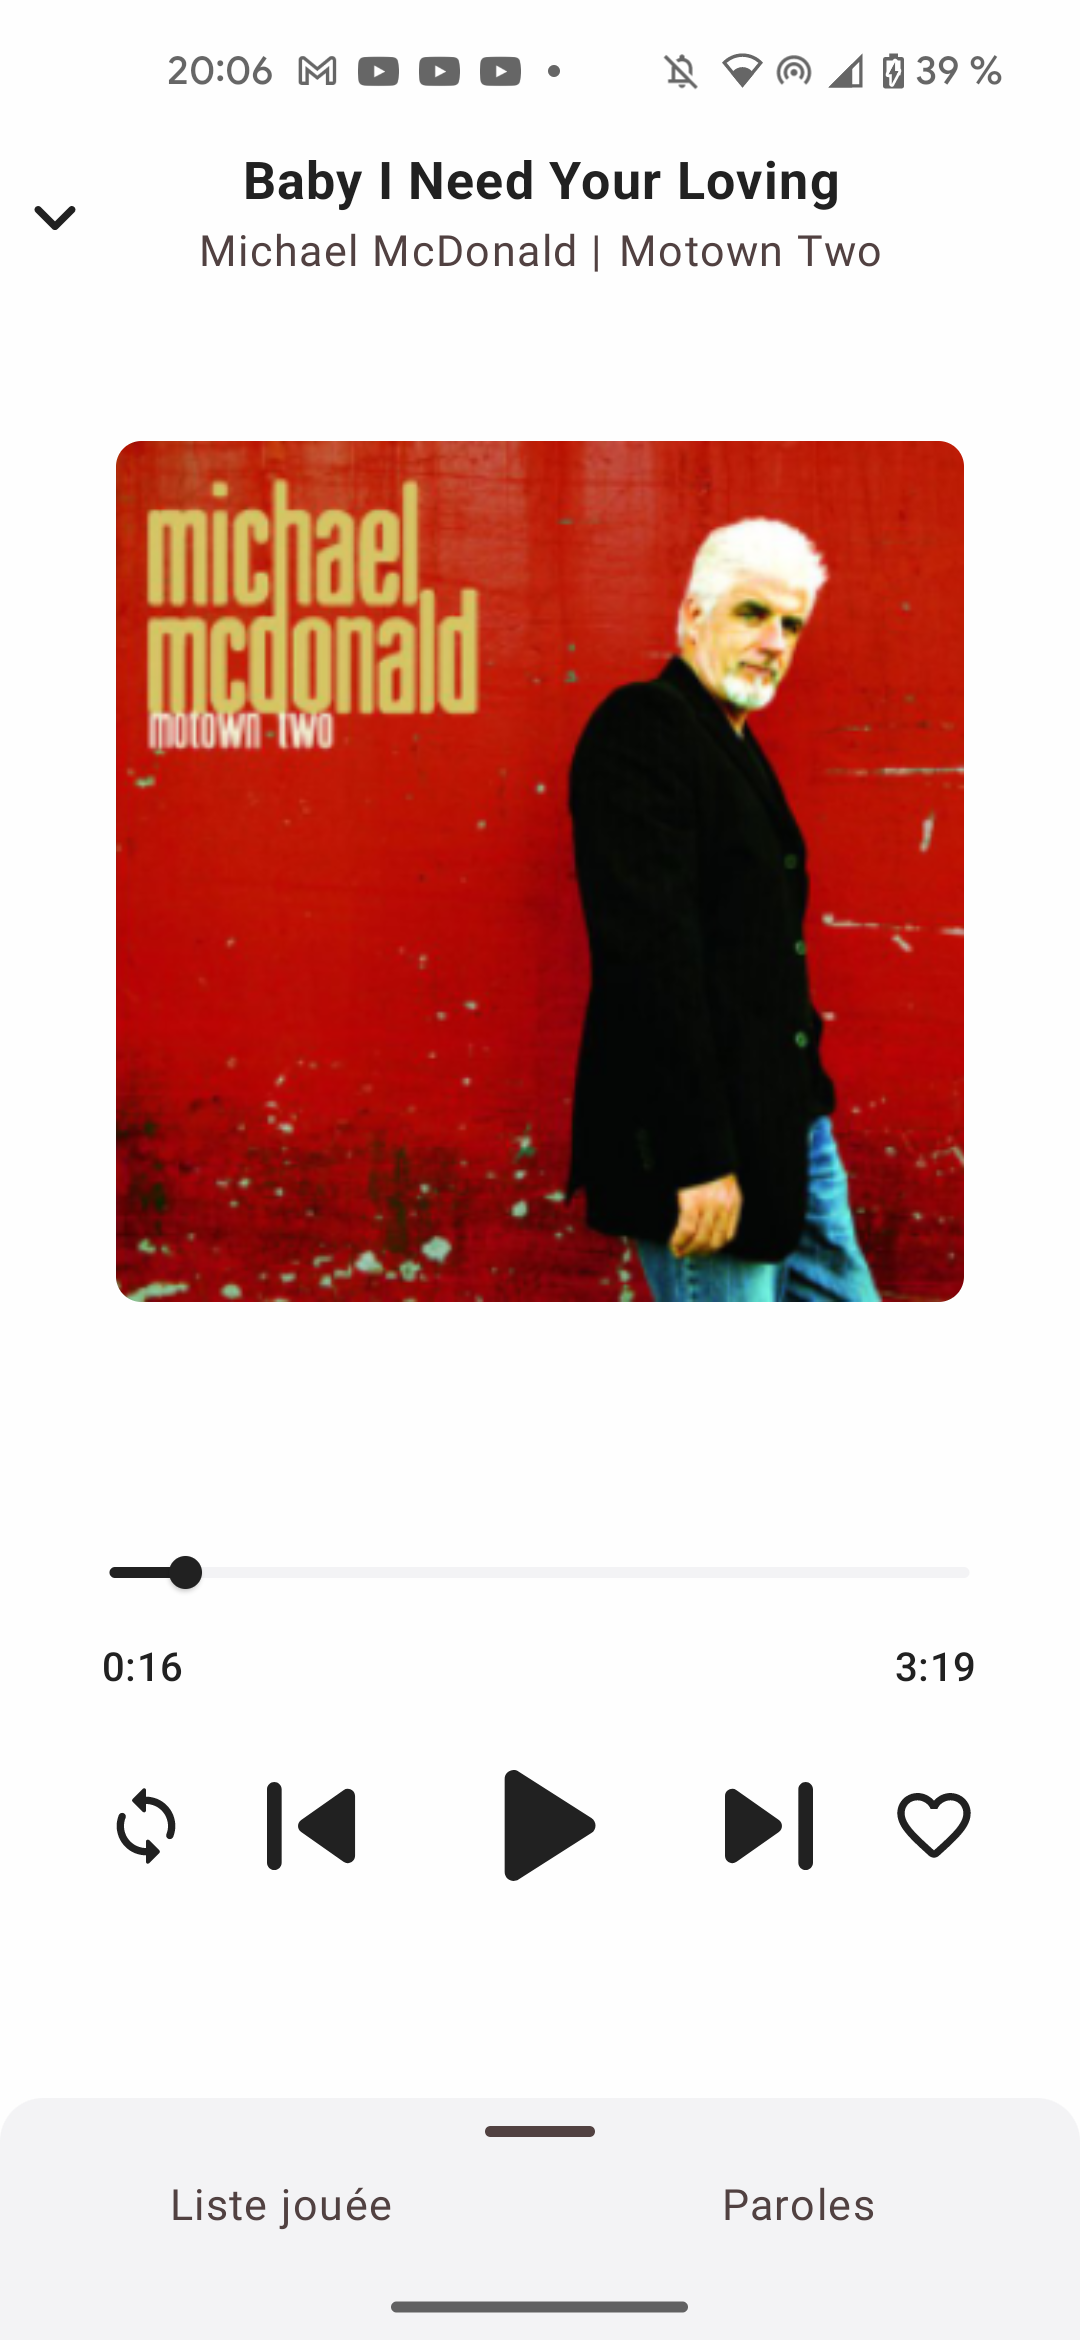 20:06 39 %
Baby I Need Your Loving
Michael McDonald | Motown Two
michael
mcdonald
motown two
0:16 3:19
Liste jouée Paroles